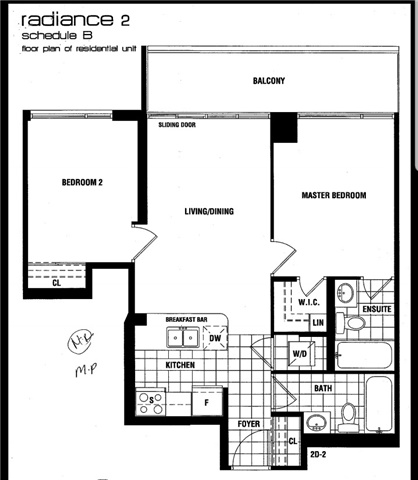 radiance 2
schedule B
floor plan of residential unit
BALCONY
SLIDING DOOR
BEDROOM 2
MASTER BEDROOM
LIVING/DINING
CL
W.I.C.
ENSUITE
LIN
BREAKFAST BAR
DW
W/D
KITCHEN
BATH
S
F
FOYER
CL
2D-2
M.P